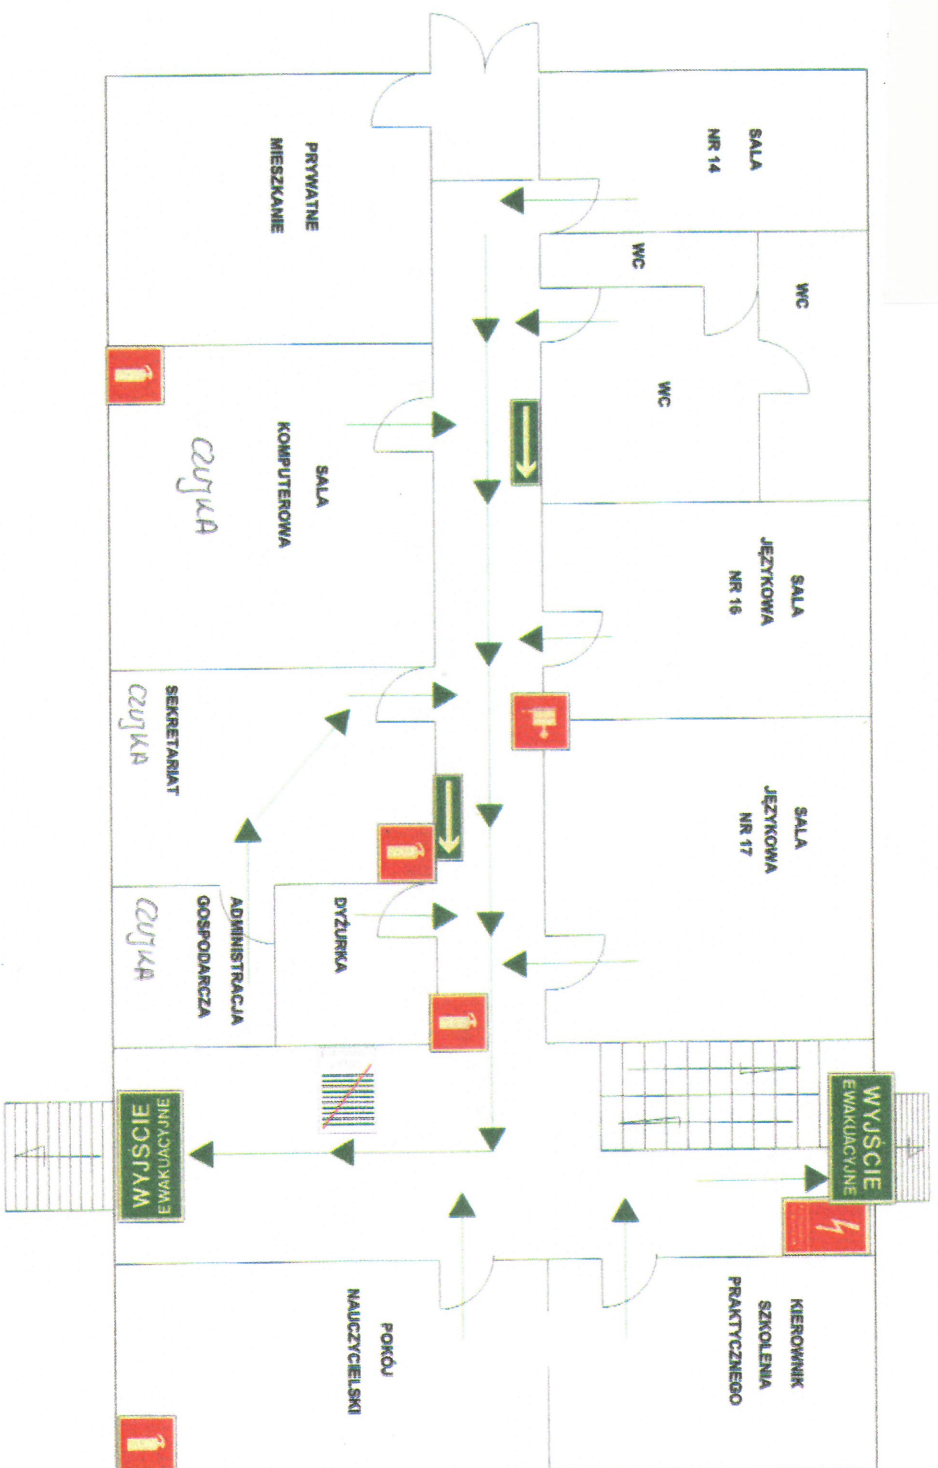 SALA
NR 14
WC
WC
WC
PRYWATNE
MIESZKANIE
SALA
KOMPUTEROWA
CZUJKA
SALA
JĘZYKOWA
NR 16
SEKRETARIAT
CZUJKA
SALA
JĘZYKOWA
NR 17
DYŻURKA
ADMINISTRACJA
GOSPODARCZA
CZUJKA
WYJŚCIE
EWAKUACYJNE
EWAKUACYJNE
WYJŚCIE
KIEROWNIK
SZKOLENIA
PRAKTYCZNEGO
POKÓJ
NAUCZYCIELSKI